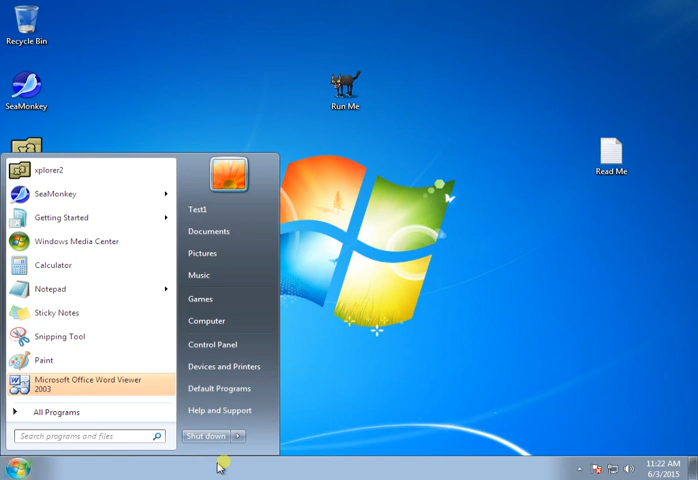 Recycle Bin
SeaMonkey
Run Me
Read Me
xplorer2
SeaMonkey
Getting Started
Windows Media Center
Calculator
Notepad
Sticky Notes
Snipping Tool
Paint
Microsoft Office Word Viewer
2003
All Programs
Search programs and files
Test1
Documents
Pictures
Music
Games
Computer
Control Panel
Devices and Printers
Default Programs
Help and Support
Shut down
11:22 AM
6/3/2015